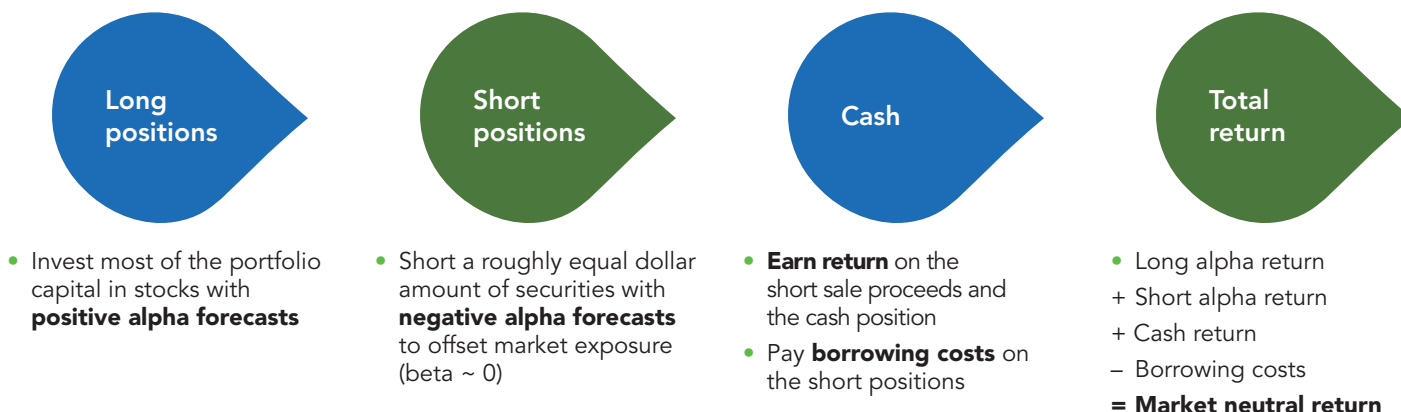 Long
positions
• Invest most of the portfolio
capital in stocks with
positive alpha forecasts
Short
positions
• Short a roughly equal dollar
amount of securities with
negative alpha forecasts
to offset market exposure
(beta ~ 0)
Cash
• Earn return on the
short sale proceeds and
the cash position
• Pay borrowing costs on
the short positions
Total
return
• Long alpha return
+ Short alpha return
+ Cash return
– Borrowing costs
= Market neutral return